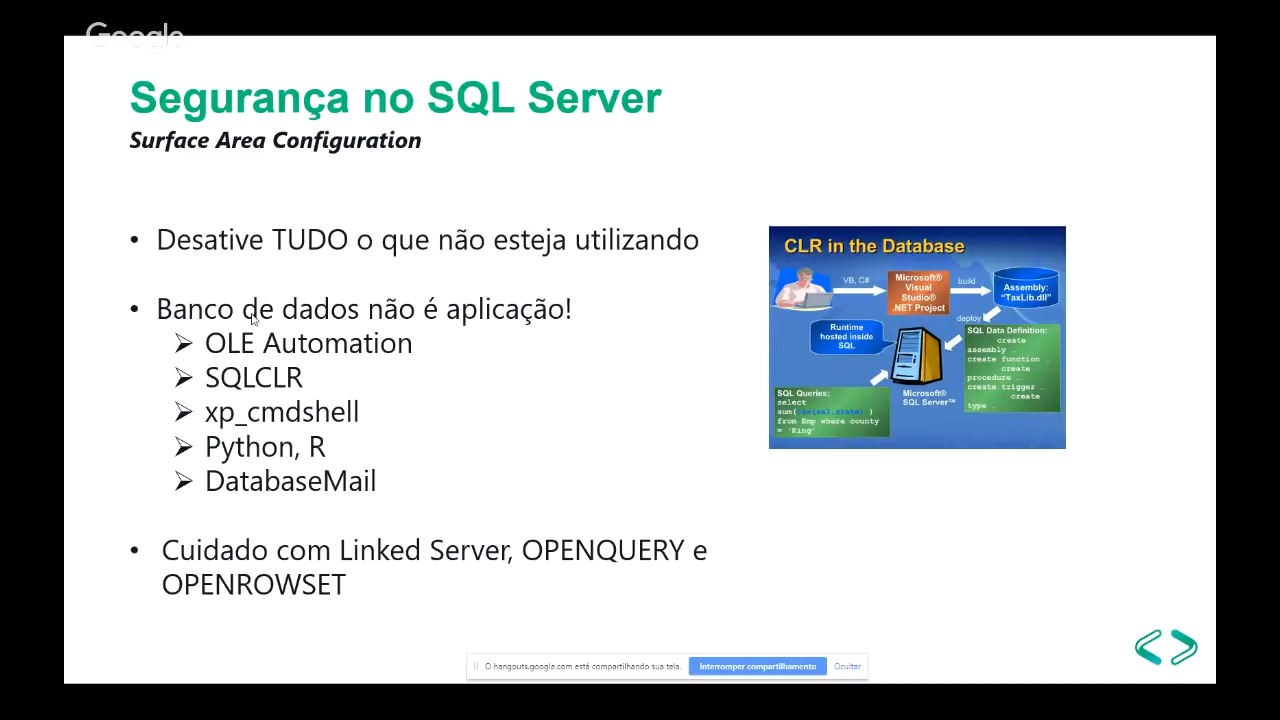 Google
Segurança no SQL Server
Surface Area Configuration
• Desative TUDO o que não esteja utilizando
• Banco de dados não é aplicação!
➢ OLE Automation
➢ SQLCLR
➢ xp_cmdshell
➢ Python, R
➢ DatabaseMail
• Cuidado com Linked Server, OPENQUERY e
OPENROWSET
CLR in the Database
VB, C#
Microsoft®
Visual
Studio®
.NET Project
build
Assembly:
"TaxLib.dll"
deploy
Runtime
hosted inside
SQL
SQL Data Definition:
create
assembly …
create function …
create
procedure …
create trigger …
create
type …
SQL Queries:
select
sum(tax(sal,state) )
from Emp where county
= 'King'
Microsoft®
SQL Server™
O hangouts.google.com está compartilhando sua tela.
Interromper compartilhamento
Ocultar